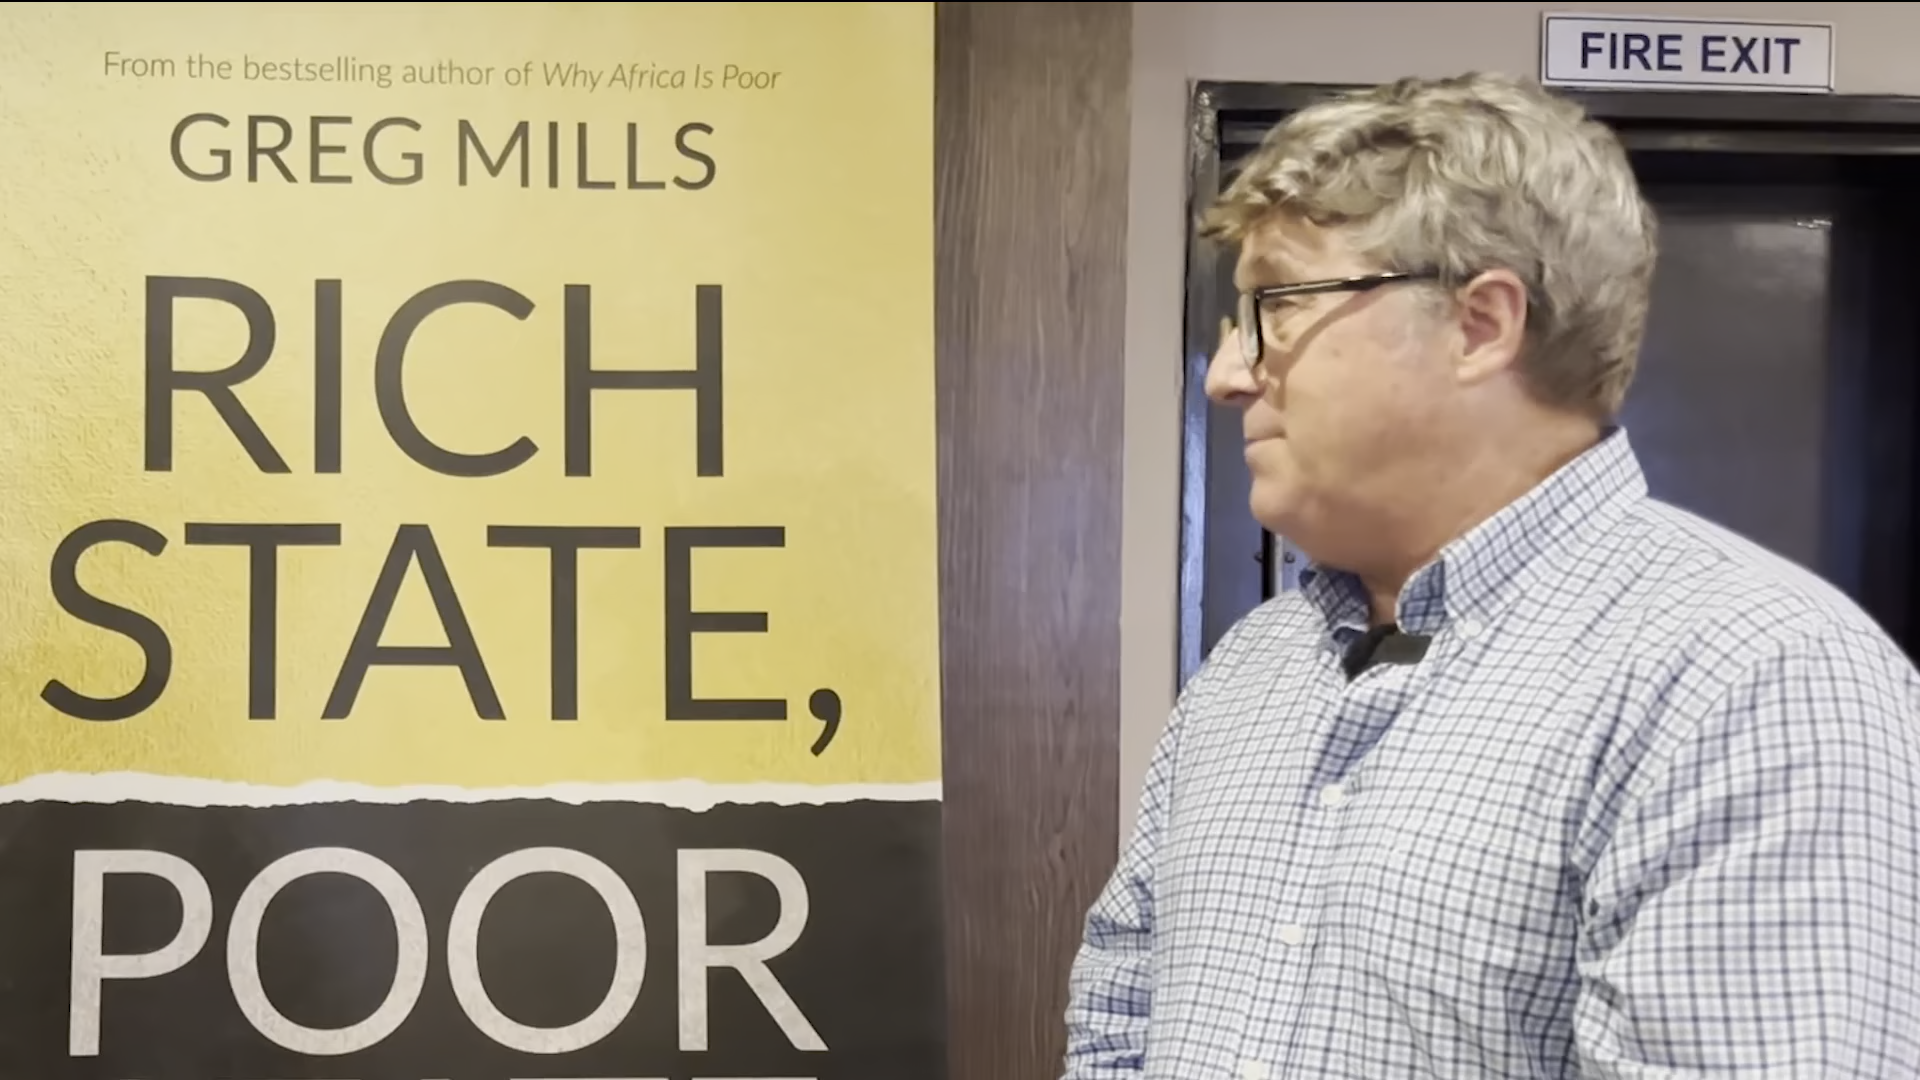 From the bestselling author of Why Africa Is Poor
GREG MILLS
RICH
STATE,
POOR
FIRE EXIT